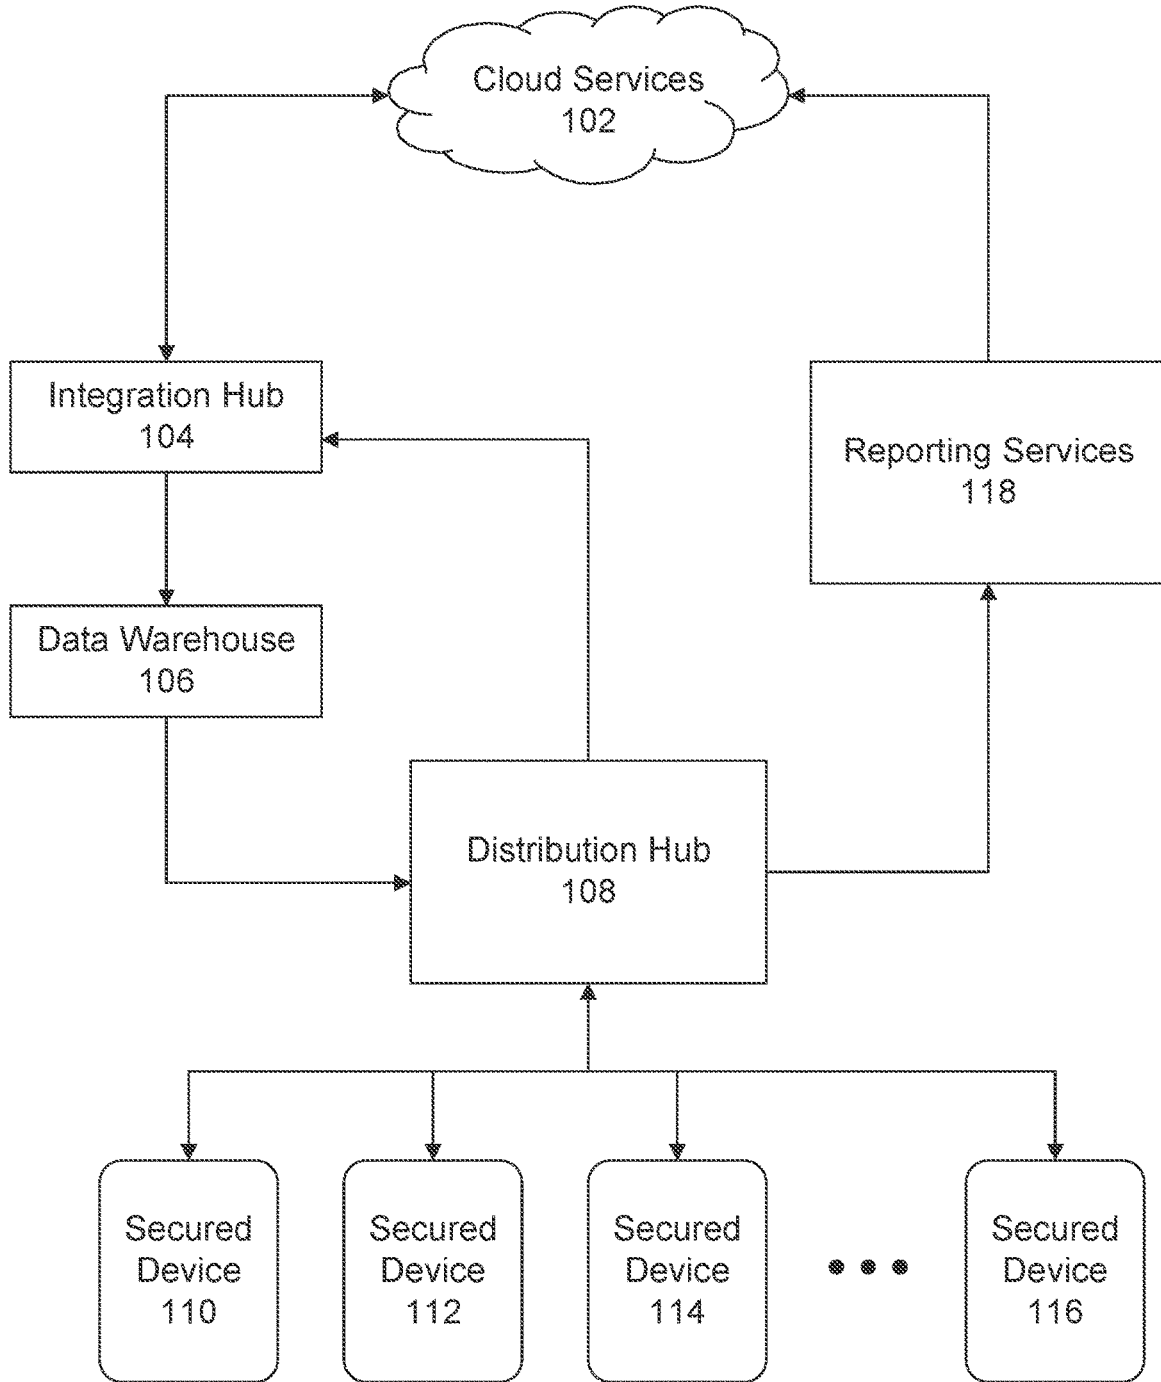 Cloud Services
102
Integration Hub
104
Reporting Services
118
Data Warehouse
106
Distribution Hub
108
Secured
Device
110
Secured
Device
112
Secured
Device
114
Secured
Device
116